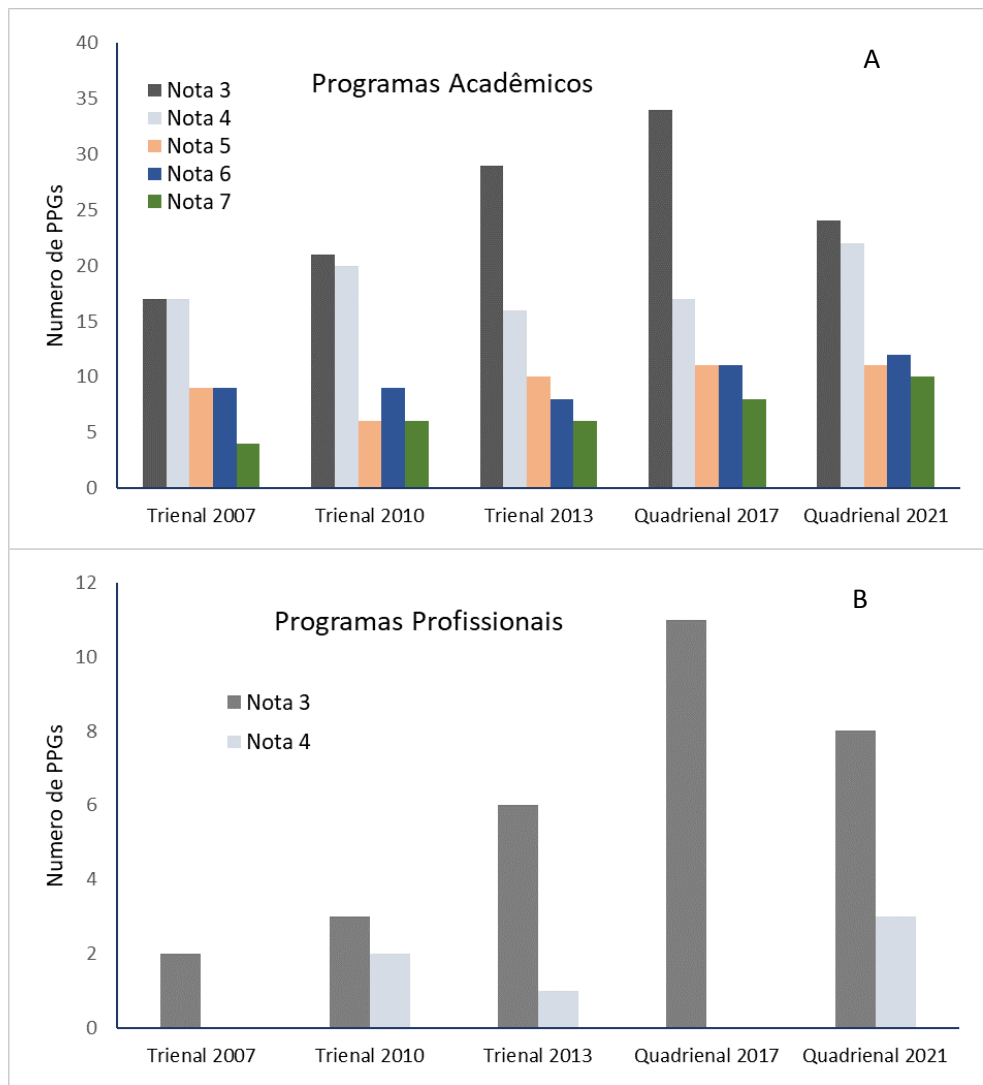 A
Programas Acadêmicos
Nota 3
Nota 4
Nota 5
Nota 6
Nota 7
Numero de PPGs
40
35
30
25
20
15
10
5
0
Trienal 2007 Trienal 2010 Trienal 2013 Quadrienal 2017 Quadrienal 2021
B
Programas Profissionais
Nota 3
Nota 4
Numero de PPGs
12
10
8
6
4
2
0
Trienal 2007 Trienal 2010 Trienal 2013 Quadrienal 2017 Quadrienal 2021